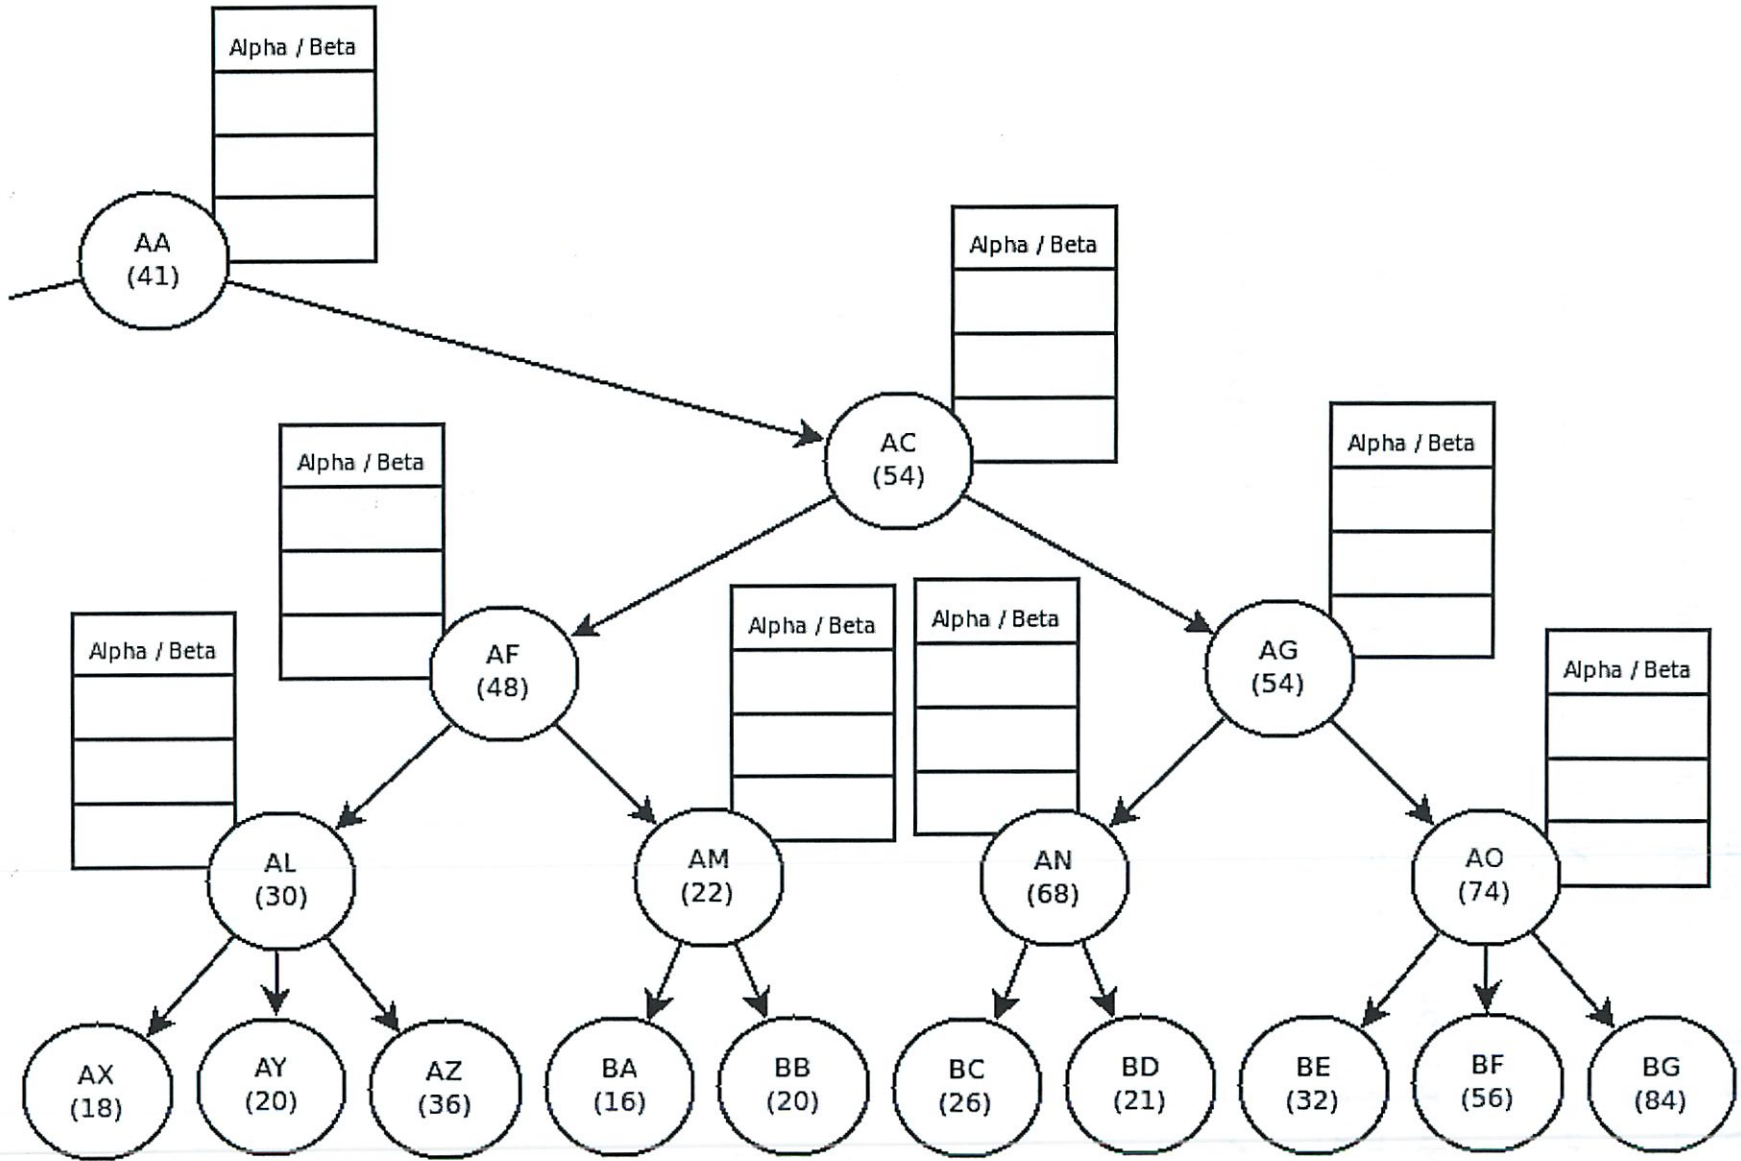 Alpha / Beta
AA
(41)
Alpha / Beta
AC
(54)
Alpha / Beta
Alpha / Beta
AF
(48)
AG
(54)
Alpha / Beta
Alpha / Beta
Alpha / Beta
Alpha / Beta
AL
(30)
AM
(22)
AN
(68)
AO
(74)
AX
(18)
AY
(20)
AZ
(36)
BA
(16)
BB
(20)
BC
(26)
BD
(21)
BE
(32)
BF
(56)
BG
(84)